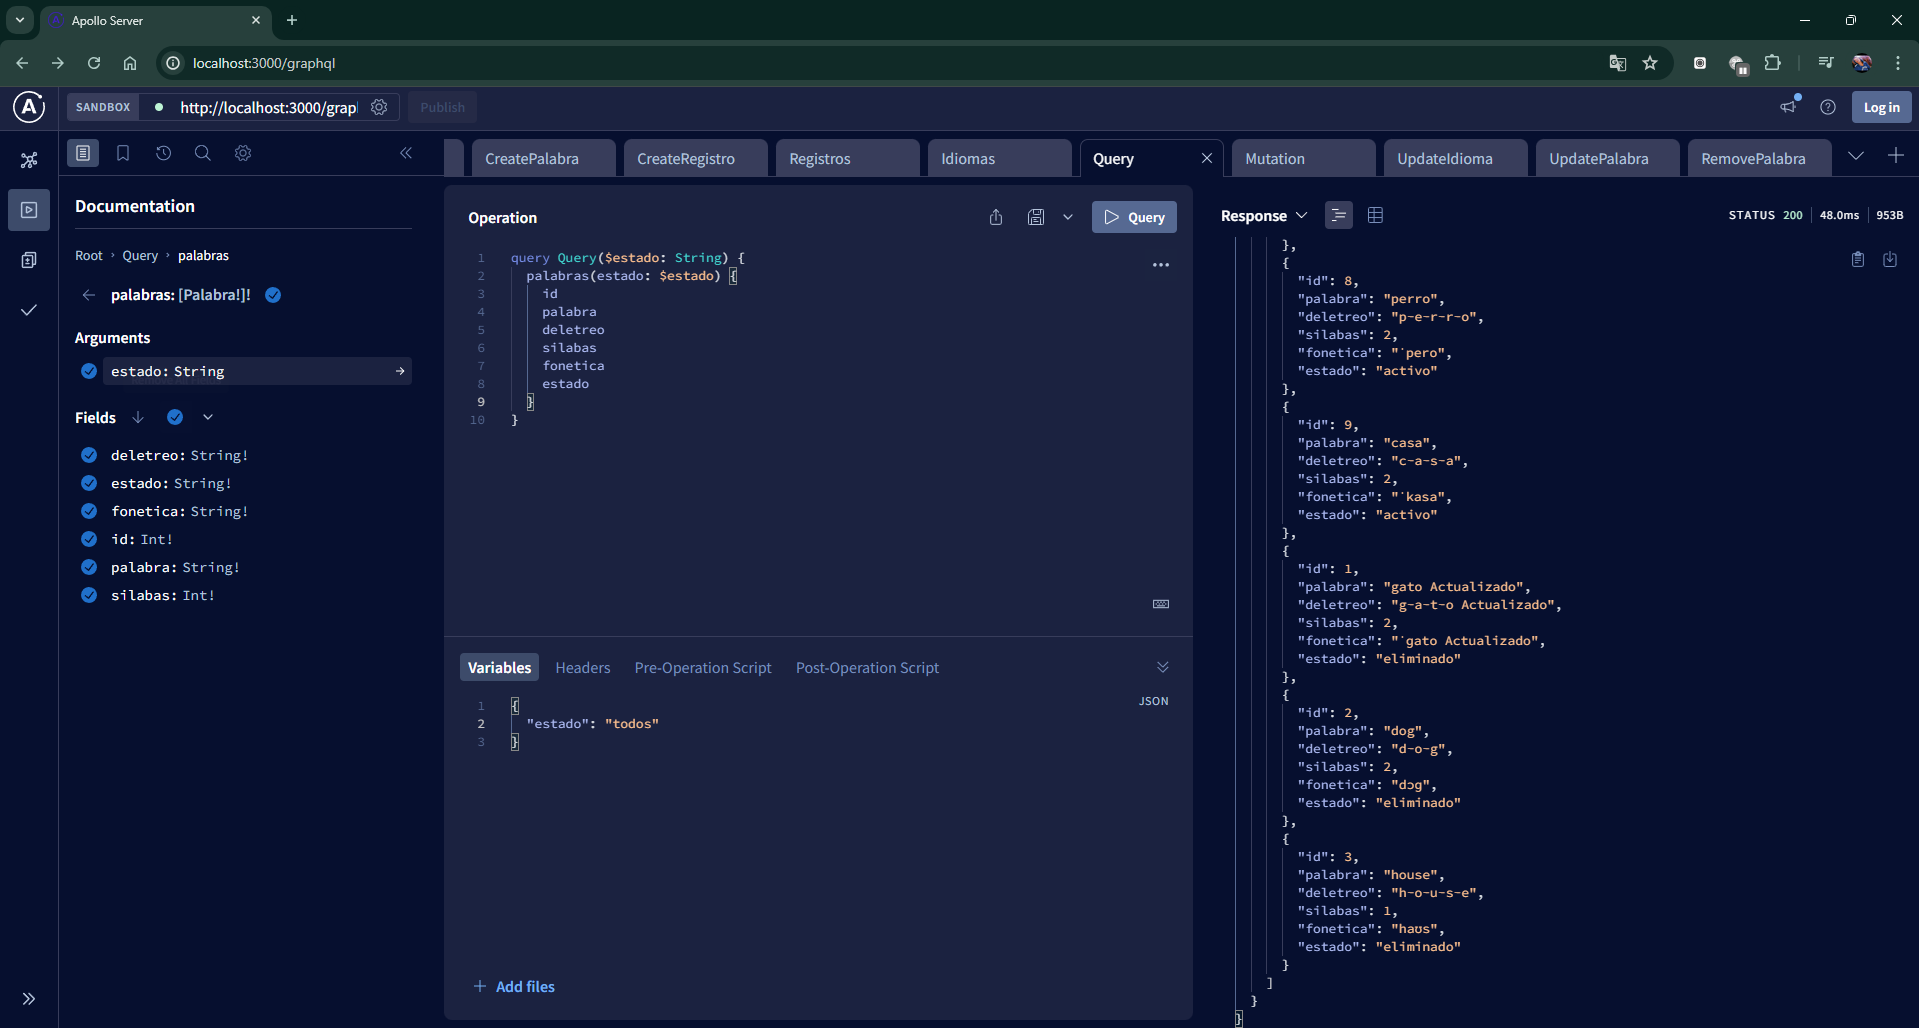 Apollo Server
localhost:3000/graphql
SANDBOX
http://localhost:3000/grap
Publish
Log in
CreatePalabra
CreateRegistro
Registros
Idiomas
Query
Mutation
UpdateIdioma
UpdatePalabra
RemovePalabra
Documentation
Root › Query › palabras
palabras: [Palabra!]!
Arguments
estado: String
Fields
deletreo: String!
estado: String!
fonetica: String!
id: Int!
palabra: String!
silabas: Int!
Operation
Query
1 query Query($estado: String) {
2 palabras(estado: $estado) {
3 id
4 palabra
5 deletreo
6 silabas
7 fonetica
8 estado
9 }
10 }
Variables
Headers
Pre-Operation Script
Post-Operation Script
JSON
1 {
2 "estado": "todos"
3 }
Add files
Response
STATUS 200
48.0ms
953B
},
{
"id": 8,
"palabra": "perro",
"deletreo": "p-e-r-r-o",
"silabas": 2,
"fonetica": "ˈpero",
"estado": "activo"
},
{
"id": 9,
"palabra": "casa",
"deletreo": "c-a-s-a",
"silabas": 2,
"fonetica": "ˈkasa",
"estado": "activo"
},
{
"id": 1,
"palabra": "gato Actualizado",
"deletreo": "g-a-t-o Actualizado",
"silabas": 2,
"fonetica": "ˈgato Actualizado",
"estado": "eliminado"
},
{
"id": 2,
"palabra": "dog",
"deletreo": "d-o-g",
"silabas": 2,
"fonetica": "dɔg",
"estado": "eliminado"
},
{
"id": 3,
"palabra": "house",
"deletreo": "h-o-u-s-e",
"silabas": 1,
"fonetica": "haʊs",
"estado": "eliminado"
}
]
}
}